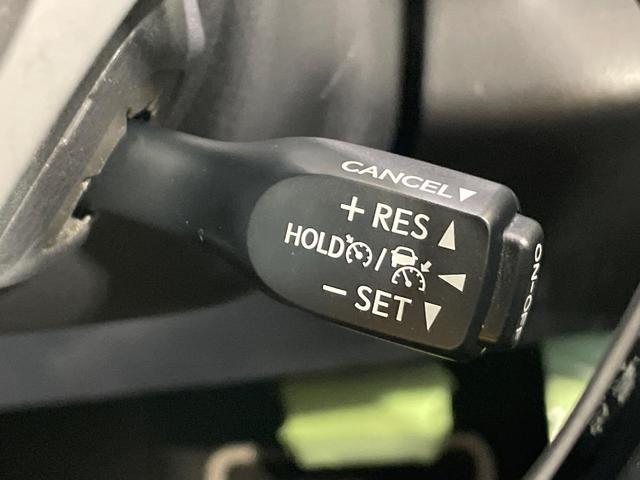 CANCEL▼
+ RES ▲
HOLD / ◀
− SET ▼
ON-OFF